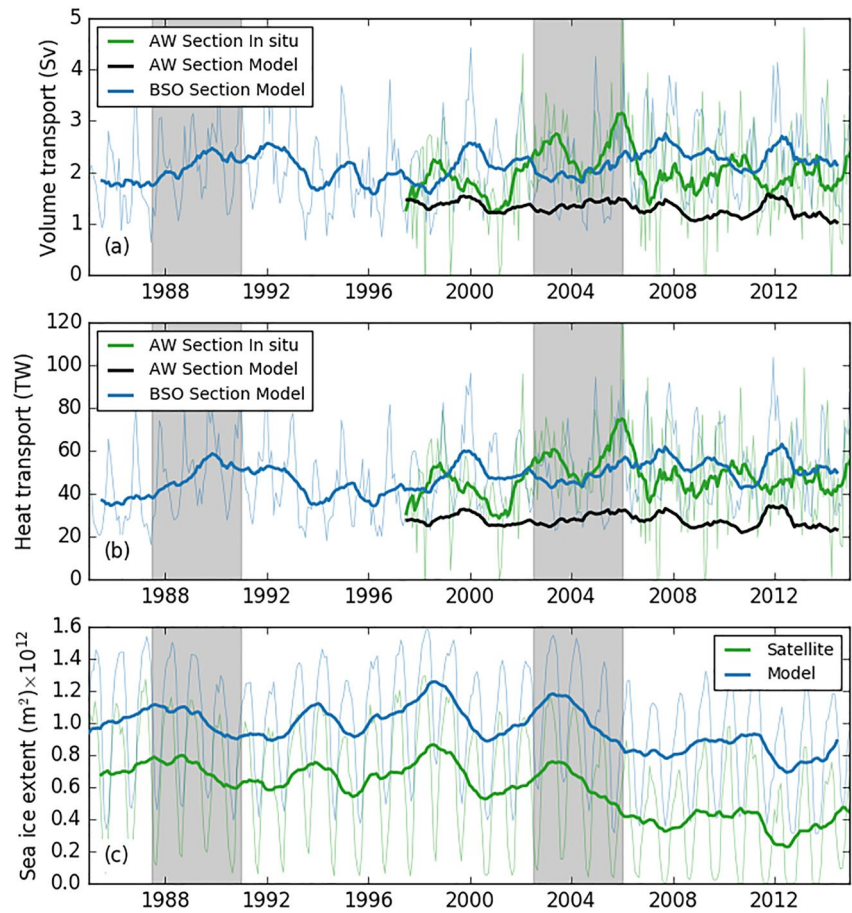 Volume transport (Sv)
5
4
3
2
1
0
AW Section In situ
AW Section Model
BSO Section Model
(a)
1988 1992 1996 2000 2004 2008 2012
Heat transport (TW)
120
100
80
60
40
20
0
AW Section In situ
AW Section Model
BSO Section Model
(b)
1988 1992 1996 2000 2004 2008 2012
Sea ice extent (m²)×10¹²
1.6
1.4
1.2
1.0
0.8
0.6
0.4
0.2
0.0
Satellite
Model
(c)
1988 1992 1996 2000 2004 2008 2012